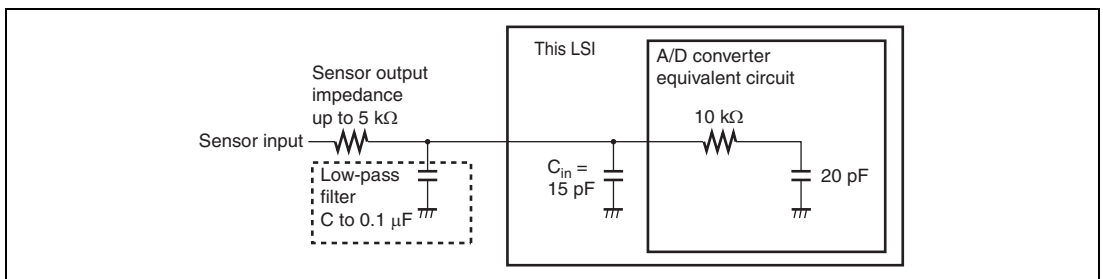 This LSI
A/D converter
equivalent circuit
Sensor output
impedance
up to 5 kΩ
10 kΩ
Sensor input
Low-pass
filter
C to 0.1 μF
Cin =
15 pF
20 pF